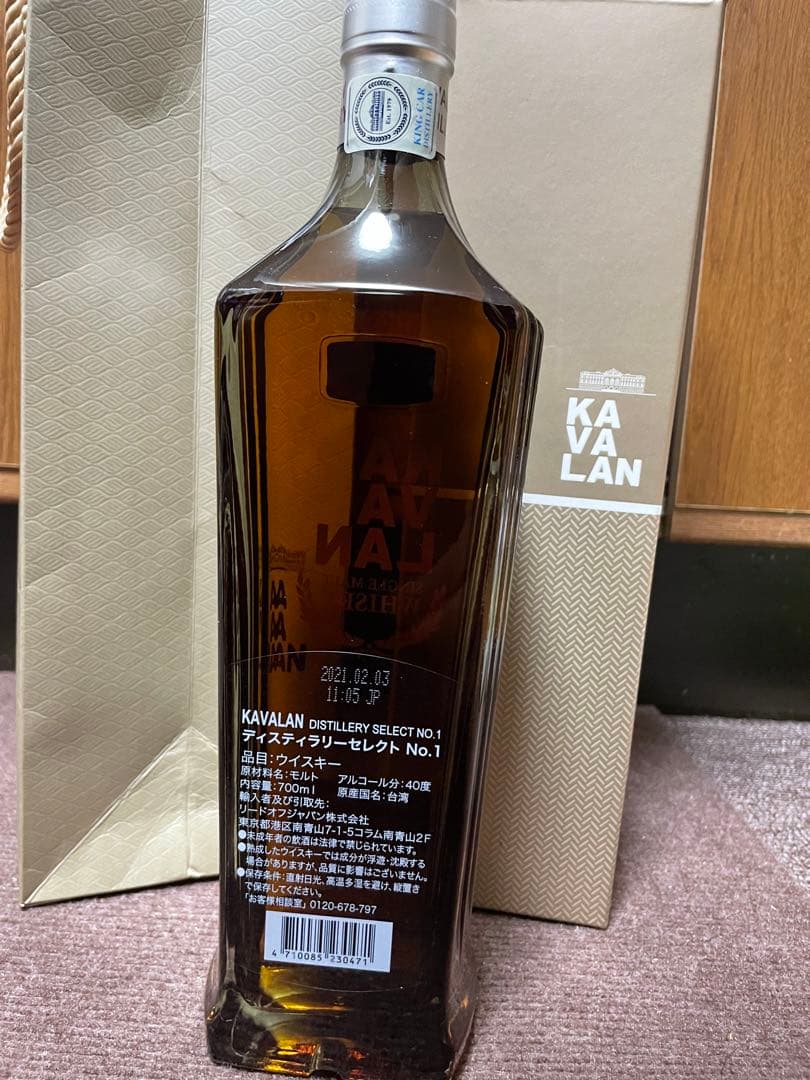 Est. 1979
KING CAR
DISTILLERY
KA
VA
LAN
KA
VA
LAN
SINGLE MA
WHIS
2021.02.03
11:05 JP
KAVALAN DISTILLERY SELECT NO.1
ディスティラリーセレクト No.1
品目:ウイスキー
原材料名:モルト アルコール分:40度
内容量:700ml 原産国名:台湾
輸入者及び引取先:
リードオフジャパン株式会社
東京都港区南青山7-1-5コラム南青山2F
●未成年者の飲酒は法律で禁じられています。
●熟成したウイスキーでは成分が浮遊・沈殿する
場合がありますが、品質に影響はございません。
●保存条件:直射日光、高温多湿を避け、縦置き
で保存してください。
「お客様相談室」0120-678-797
4 710085 230471